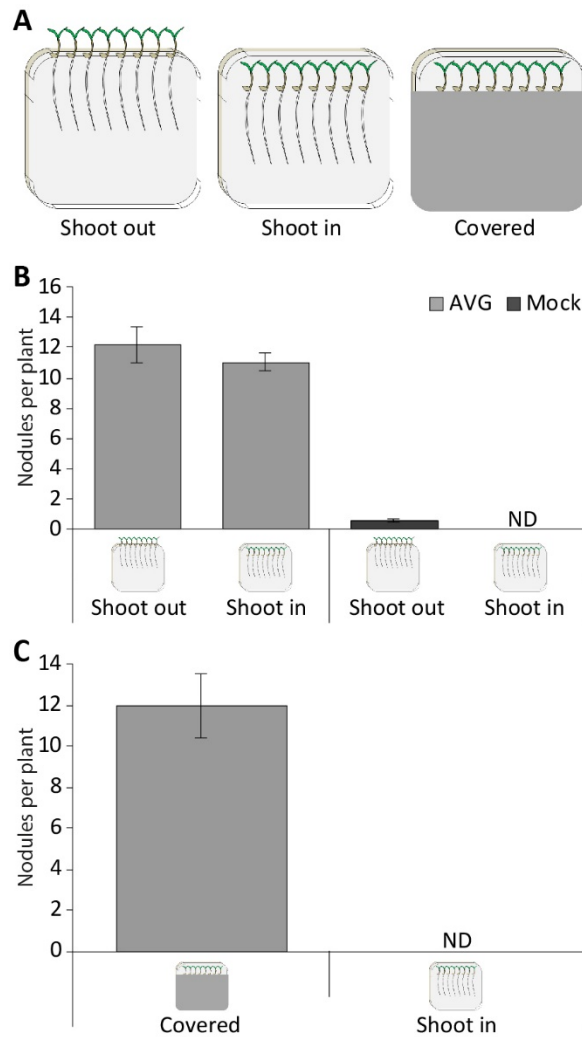 A
Shoot out
Shoot in
Covered
B
AVG
Mock
Nodules per plant
16
14
12
10
8
6
4
2
0
ND
Shoot out
Shoot in
Shoot out
Shoot in
C
Nodules per plant
14
12
10
8
6
4
2
0
ND
Covered
Shoot in